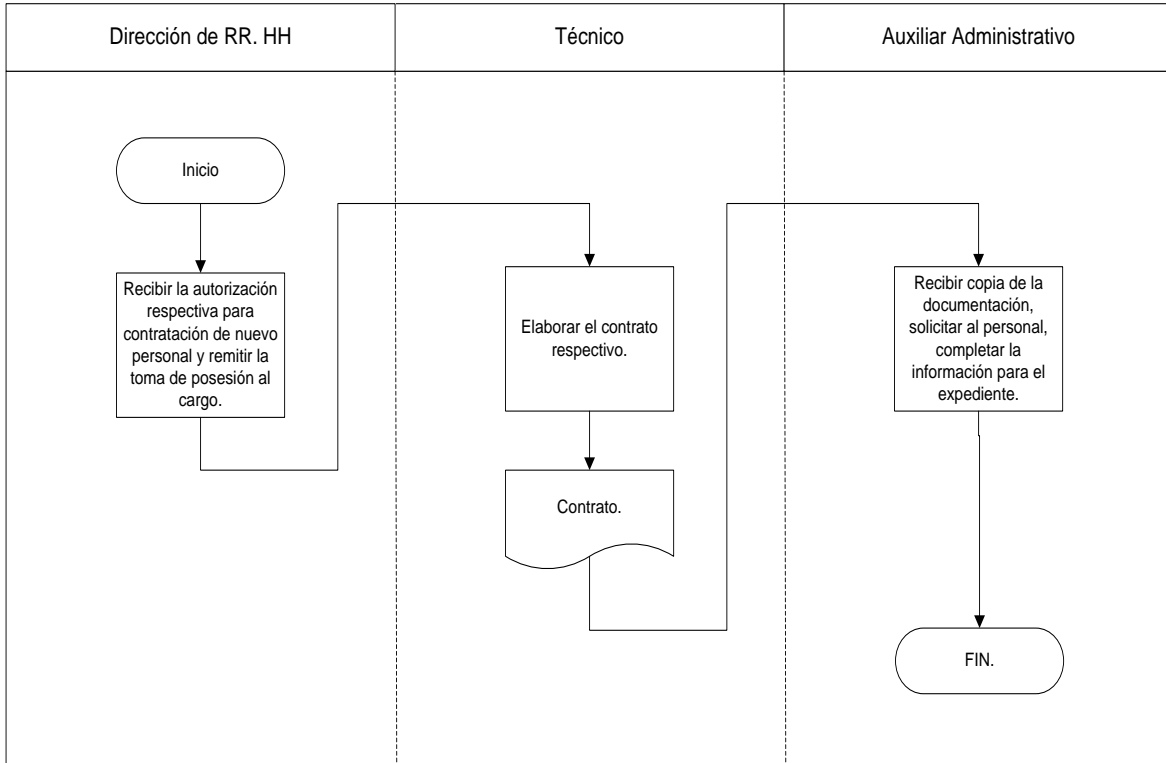 Dirección de RR. HH
Técnico
Auxiliar Administrativo
Inicio
Recibir la autorización
respectiva para
contratación de nuevo
personal y remitir la
toma de posesión al
cargo.
Elaborar el contrato
respectivo.
Contrato.
Recibir copia de la
documentación,
solicitar al personal,
completar la
información para el
expediente.
FIN.